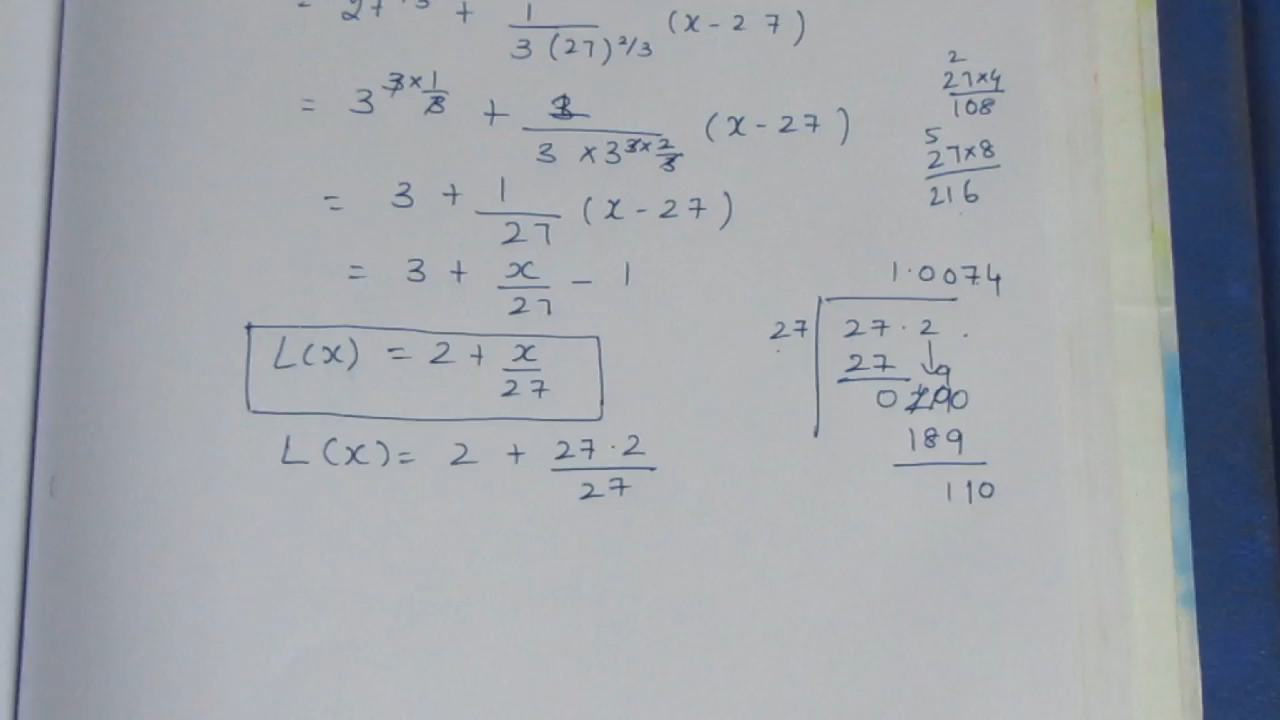 = 27^1/3 + 1/3(27)^2/3 (x - 27)
= 3^3×1/3 + 1/3×3^3×2/3 (x - 27)
= 3 + 1/27 (x - 27)
= 3 + x/27 - 1
L(x) = 2 + x/27
L(x) = 2 + 27.2/27
2
27×4
108
5
27×8
216
1.0074
27 27.2
27
0
189
110